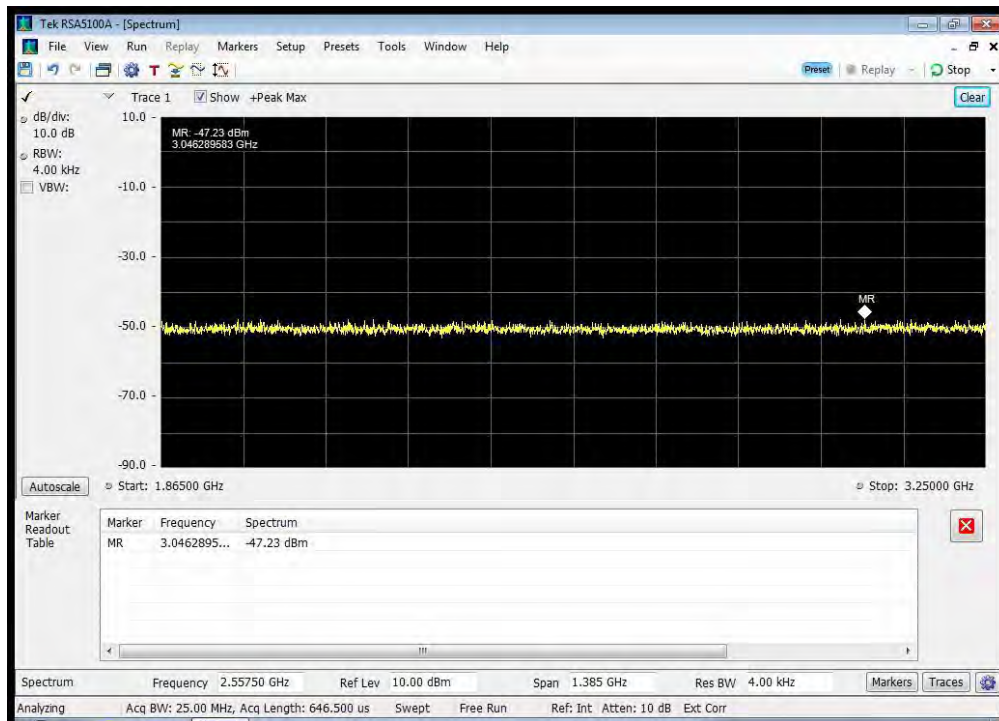 Tek RSA5100A - [Spectrum]
File View Run Replay Markers Setup Presets Tools Window Help
T Preset Replay Stop
Trace 1 Show +Peak Max Clear
dB/div:
10.0 dB
RBW:
4.00 kHz
VBW:
10.0
MR: -47.23 dBm
3.046289583 GHz
-10.0
-30.0
MR
-50.0
-70.0
-90.0
Autoscale Start: 1.86500 GHz Stop: 3.25000 GHz
Marker
Readout
Table
Marker Frequency Spectrum
MR 3.0462895... -47.23 dBm
Spectrum Frequency 2.55750 GHz Ref Lev 10.00 dBm Span 1.385 GHz Res BW 4.00 kHz Markers Traces
Analyzing Acq BW: 25.00 MHz, Acq Length: 646.500 us Swept Free Run Ref: Int Atten: 10 dB Ext Corr